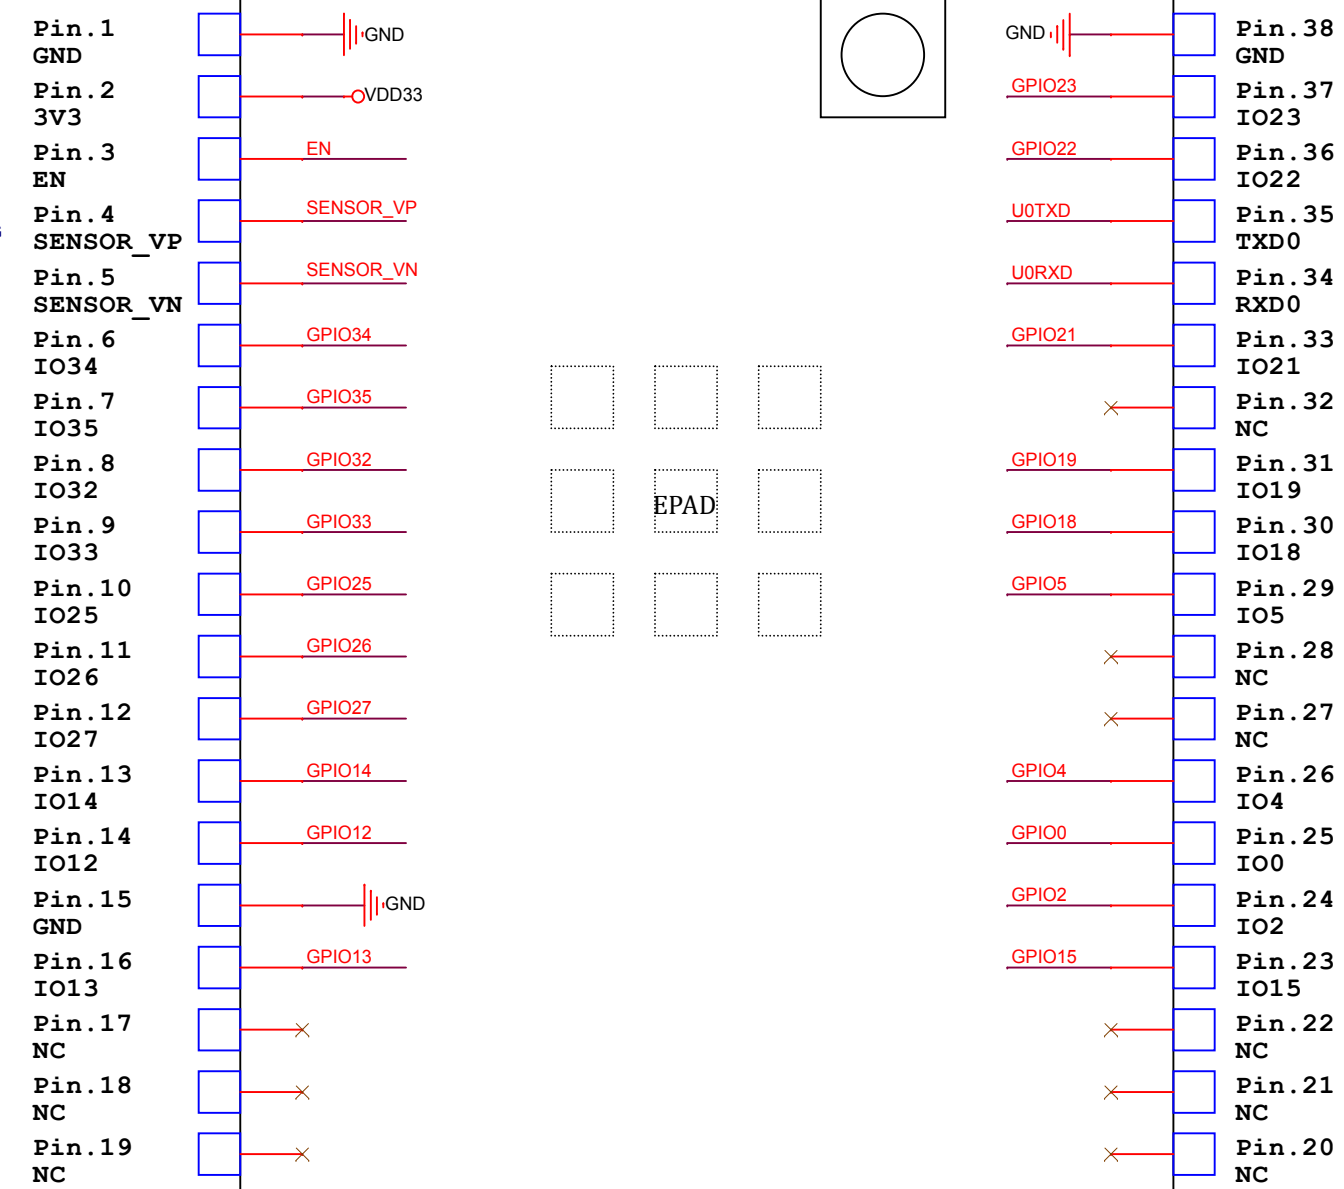 Pin.1
GND
GND
Pin.2
3V3
VDD33
Pin.3
EN
EN
Pin.4
SENSOR_VP
SENSOR_VP
Pin.5
SENSOR_VN
SENSOR_VN
Pin.6
IO34
GPIO34
Pin.7
IO35
GPIO35
Pin.8
IO32
GPIO32
Pin.9
IO33
GPIO33
Pin.10
IO25
GPIO25
Pin.11
IO26
GPIO26
Pin.12
IO27
GPIO27
Pin.13
IO14
GPIO14
Pin.14
IO12
GPIO12
Pin.15
GND
GND
Pin.16
IO13
GPIO13
Pin.17
NC
Pin.18
NC
Pin.19
NC
EPAD
GND
Pin.38
GND
GPIO23
Pin.37
IO23
GPIO22
Pin.36
IO22
U0TXD
Pin.35
TXD0
U0RXD
Pin.34
RXD0
GPIO21
Pin.33
IO21
Pin.32
NC
GPIO19
Pin.31
IO19
GPIO18
Pin.30
IO18
GPIO5
Pin.29
IO5
Pin.28
NC
Pin.27
NC
GPIO4
Pin.26
IO4
GPIO0
Pin.25
IO0
GPIO2
Pin.24
IO2
GPIO15
Pin.23
IO15
Pin.22
NC
Pin.21
NC
Pin.20
NC